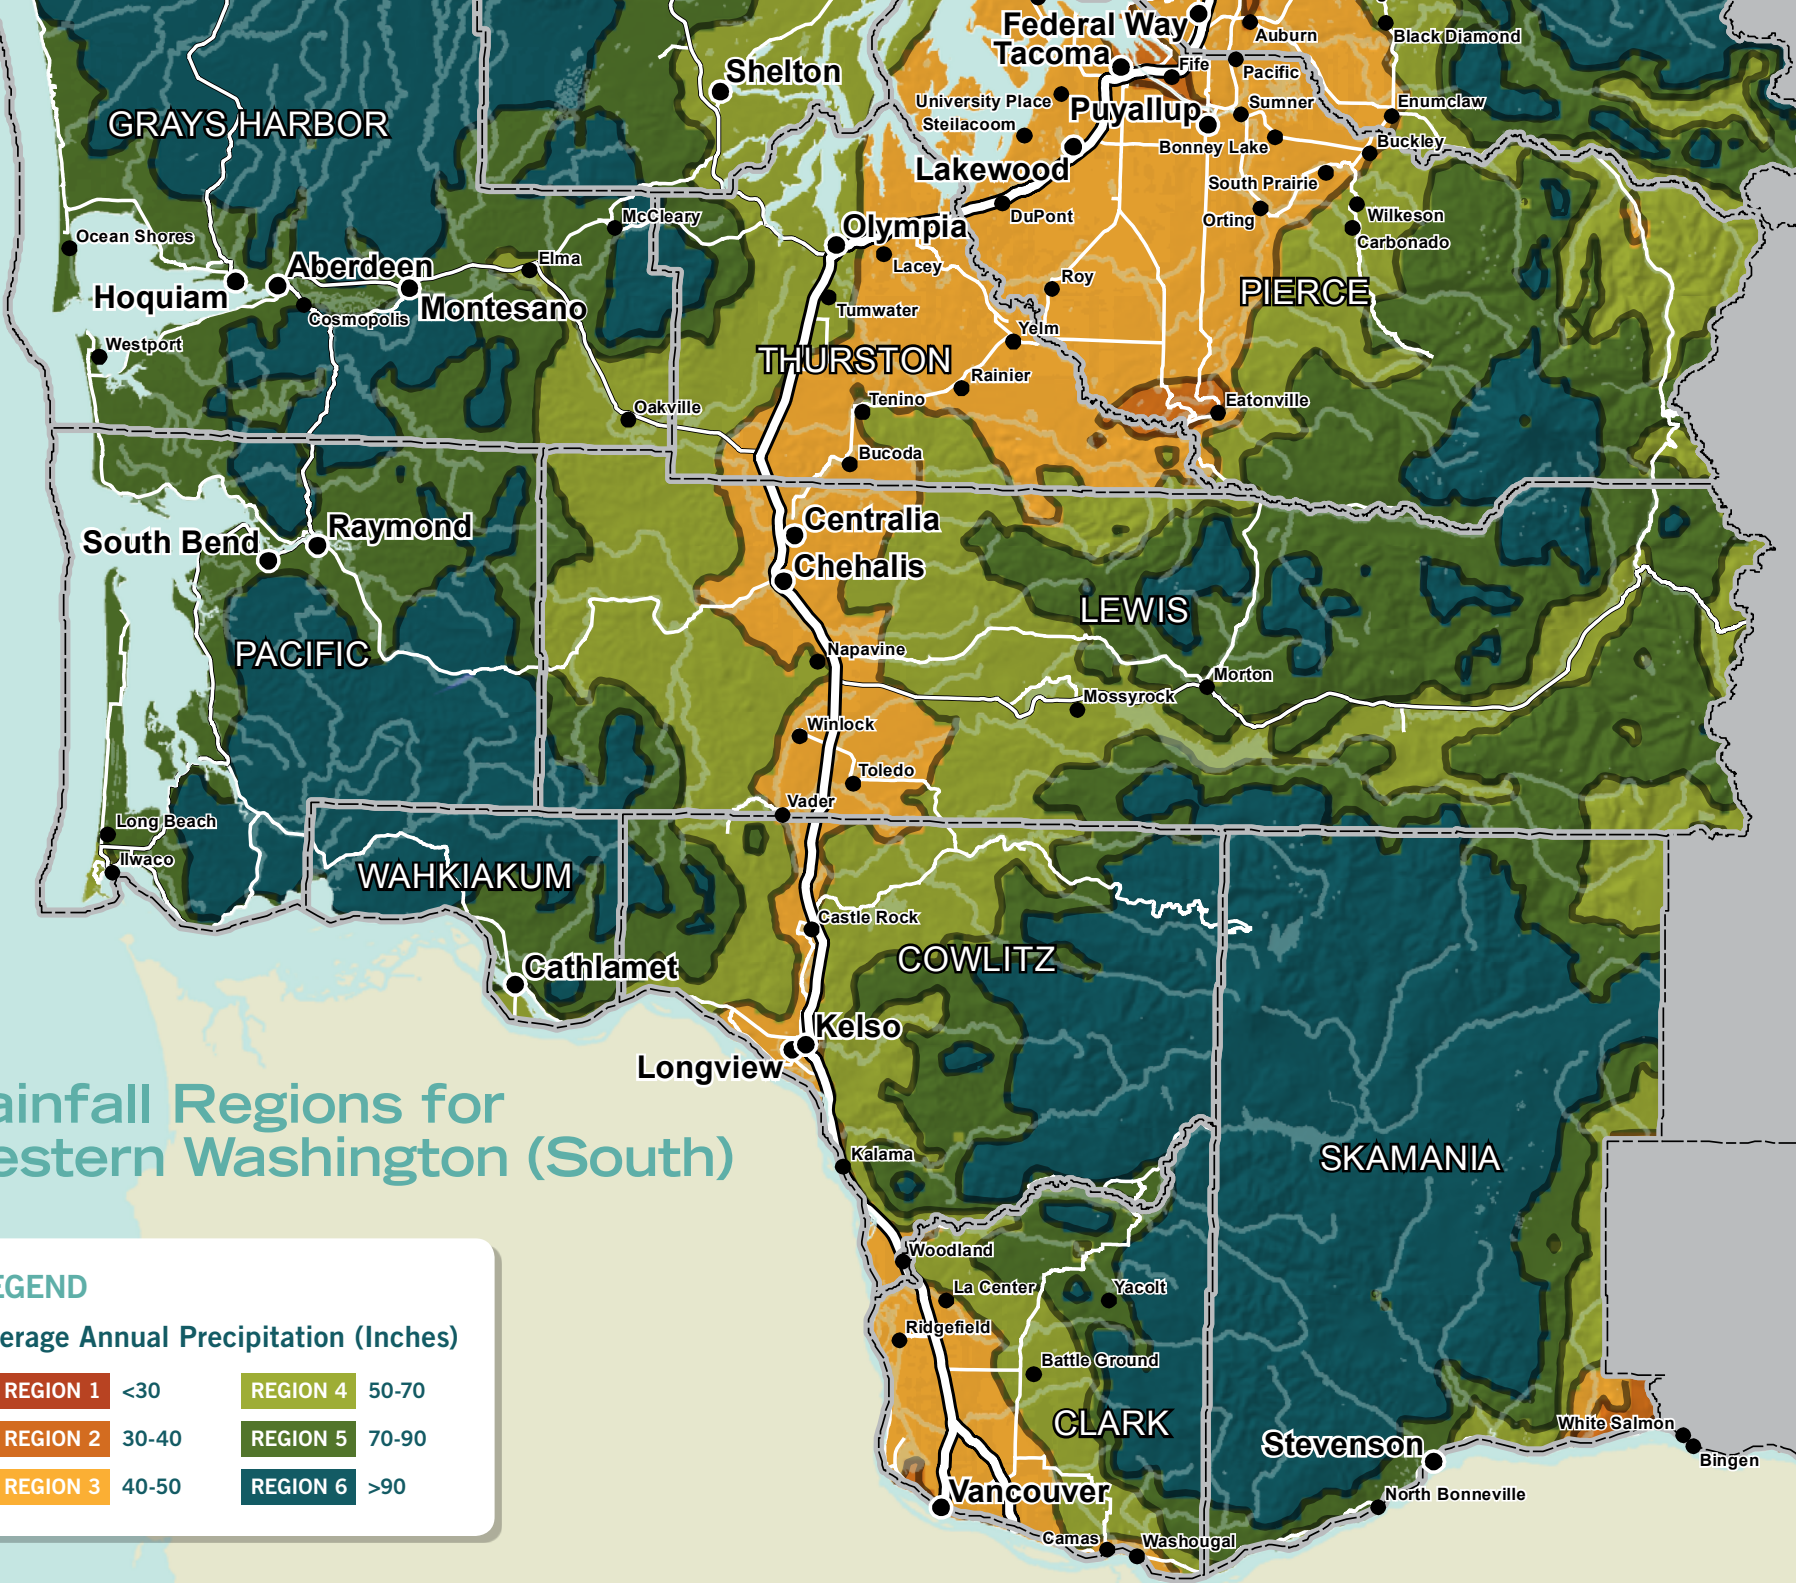 Federal Way
Auburn
Black Diamond
Tacoma
Fife
Pacific
Shelton
University Place
Puyallup
Sumner
Enumclaw
GRAYS HARBOR
Steilacoom
Bonney Lake
Buckley
Lakewood
South Prairie
McCleary
DuPont
Orting
Wilkeson
Ocean Shores
Olympia
Carbonado
Elma
Aberdeen
Lacey
Roy
PIERCE
Hoquiam
Montesano
Cosmopolis
Tumwater
Yelm
Westport
THURSTON
Rainier
Oakville
Tenino
Eatonville
Bucoda
South Bend
Raymond
Centralia
Chehalis
LEWIS
PACIFIC
Napavine
Morton
Mossyrock
Winlock
Toledo
Vader
Long Beach
Ilwaco
WAHKIAKUM
Castle Rock
COWLITZ
Cathlamet
Kelso
Longview
ainfall Regions for
estern Washington (South)
Kalama
SKAMANIA
Woodland
La Center
Yacolt
Ridgefield
Battle Ground
CLARK
White Salmon
Stevenson
Bingen
Vancouver
North Bonneville
Camas
Washougal
EGEND
erage Annual Precipitation (Inches)
REGION 1 <30
REGION 4 50-70
REGION 2 30-40
REGION 5 70-90
REGION 3 40-50
REGION 6 >90